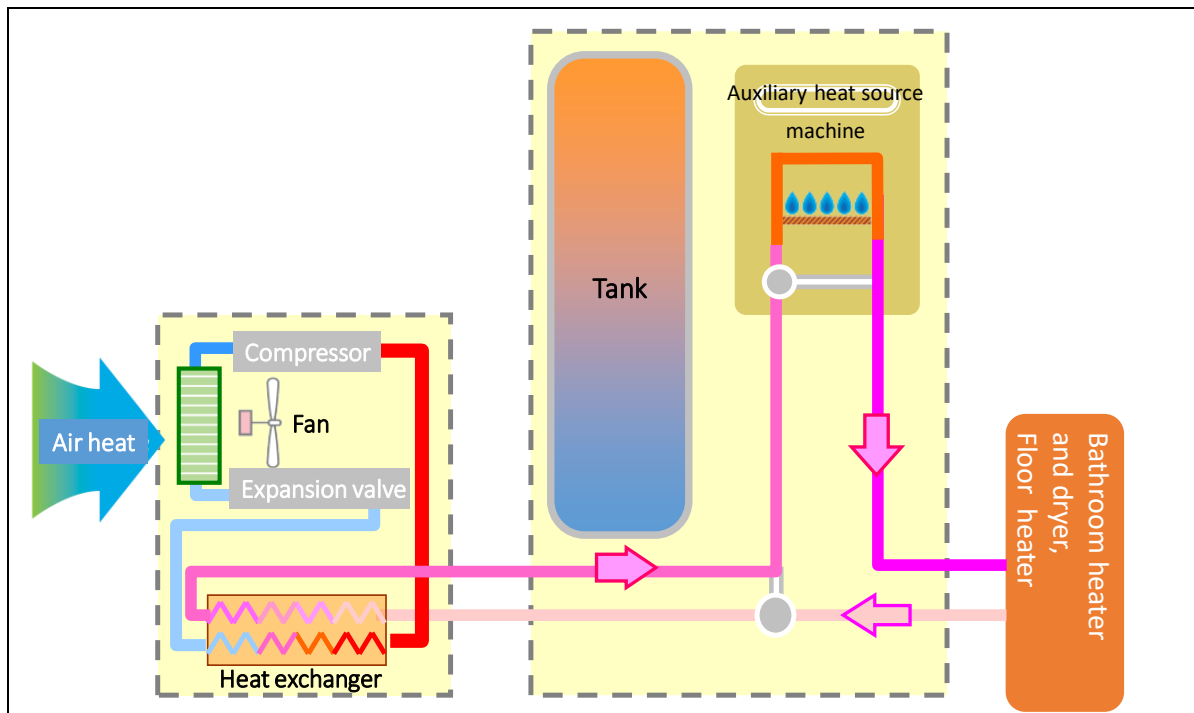 Auxiliary heat source
machine
Tank
Compressor
Fan
Air heat
Expansion valve
Heat exchanger
Bathroom heater
and dryer,
Floor heater